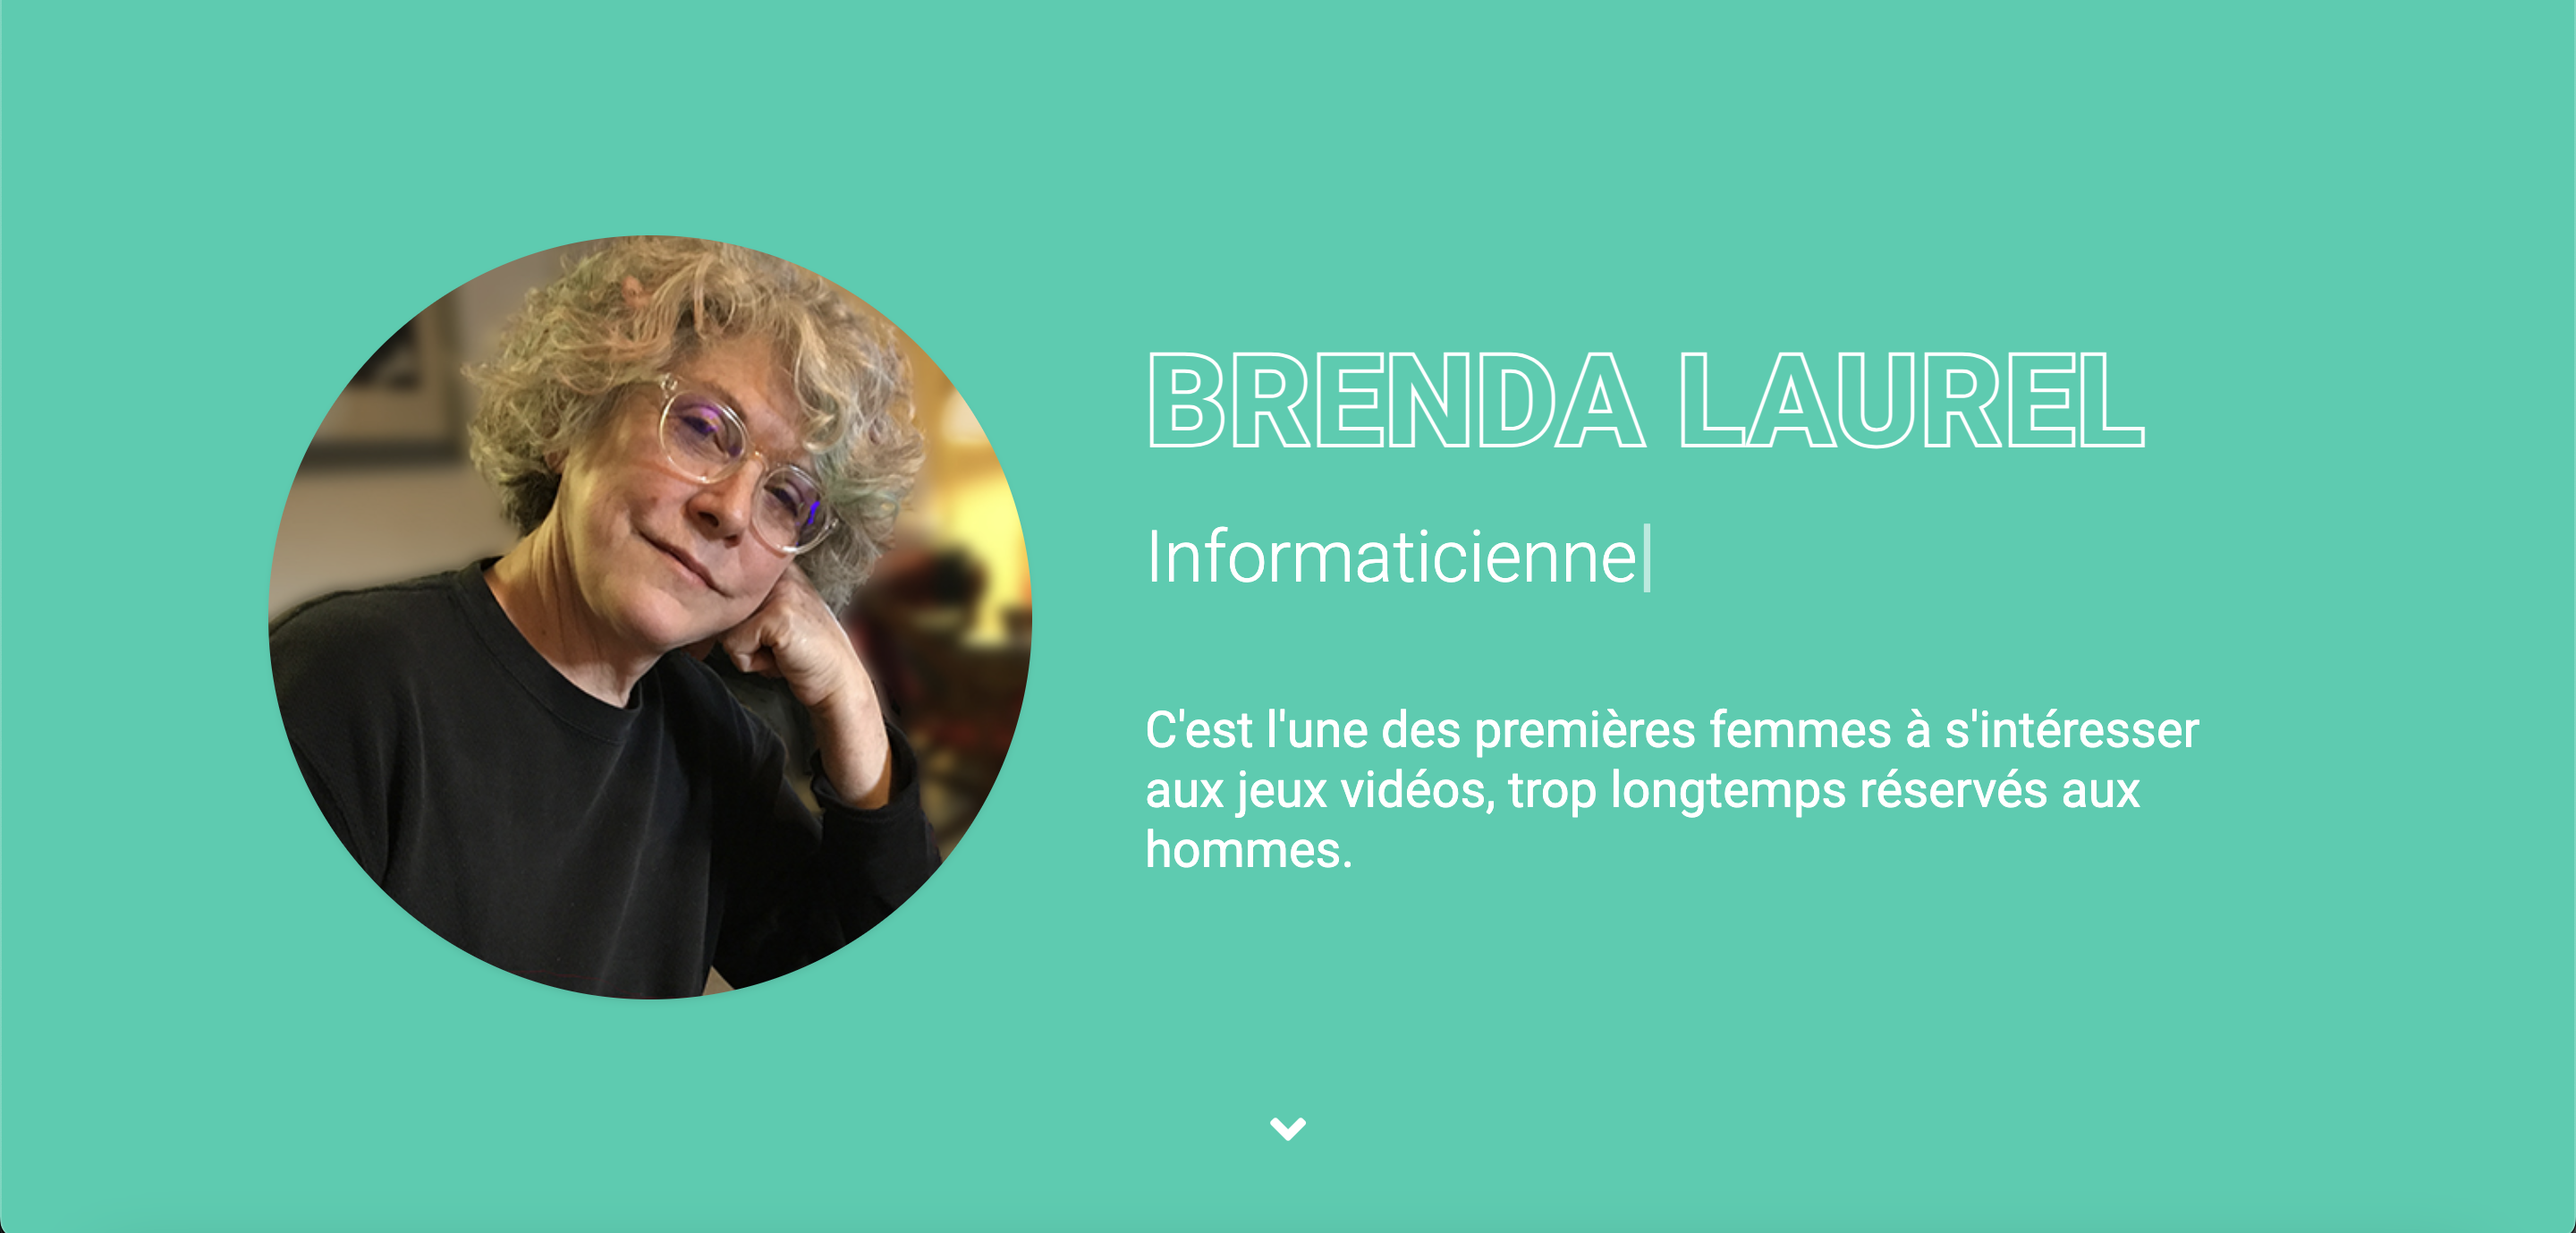 BRENDA LAUREL
Informaticienne
C'est l'une des premières femmes à s'intéresser
aux jeux vidéos, trop longtemps réservés aux
hommes.